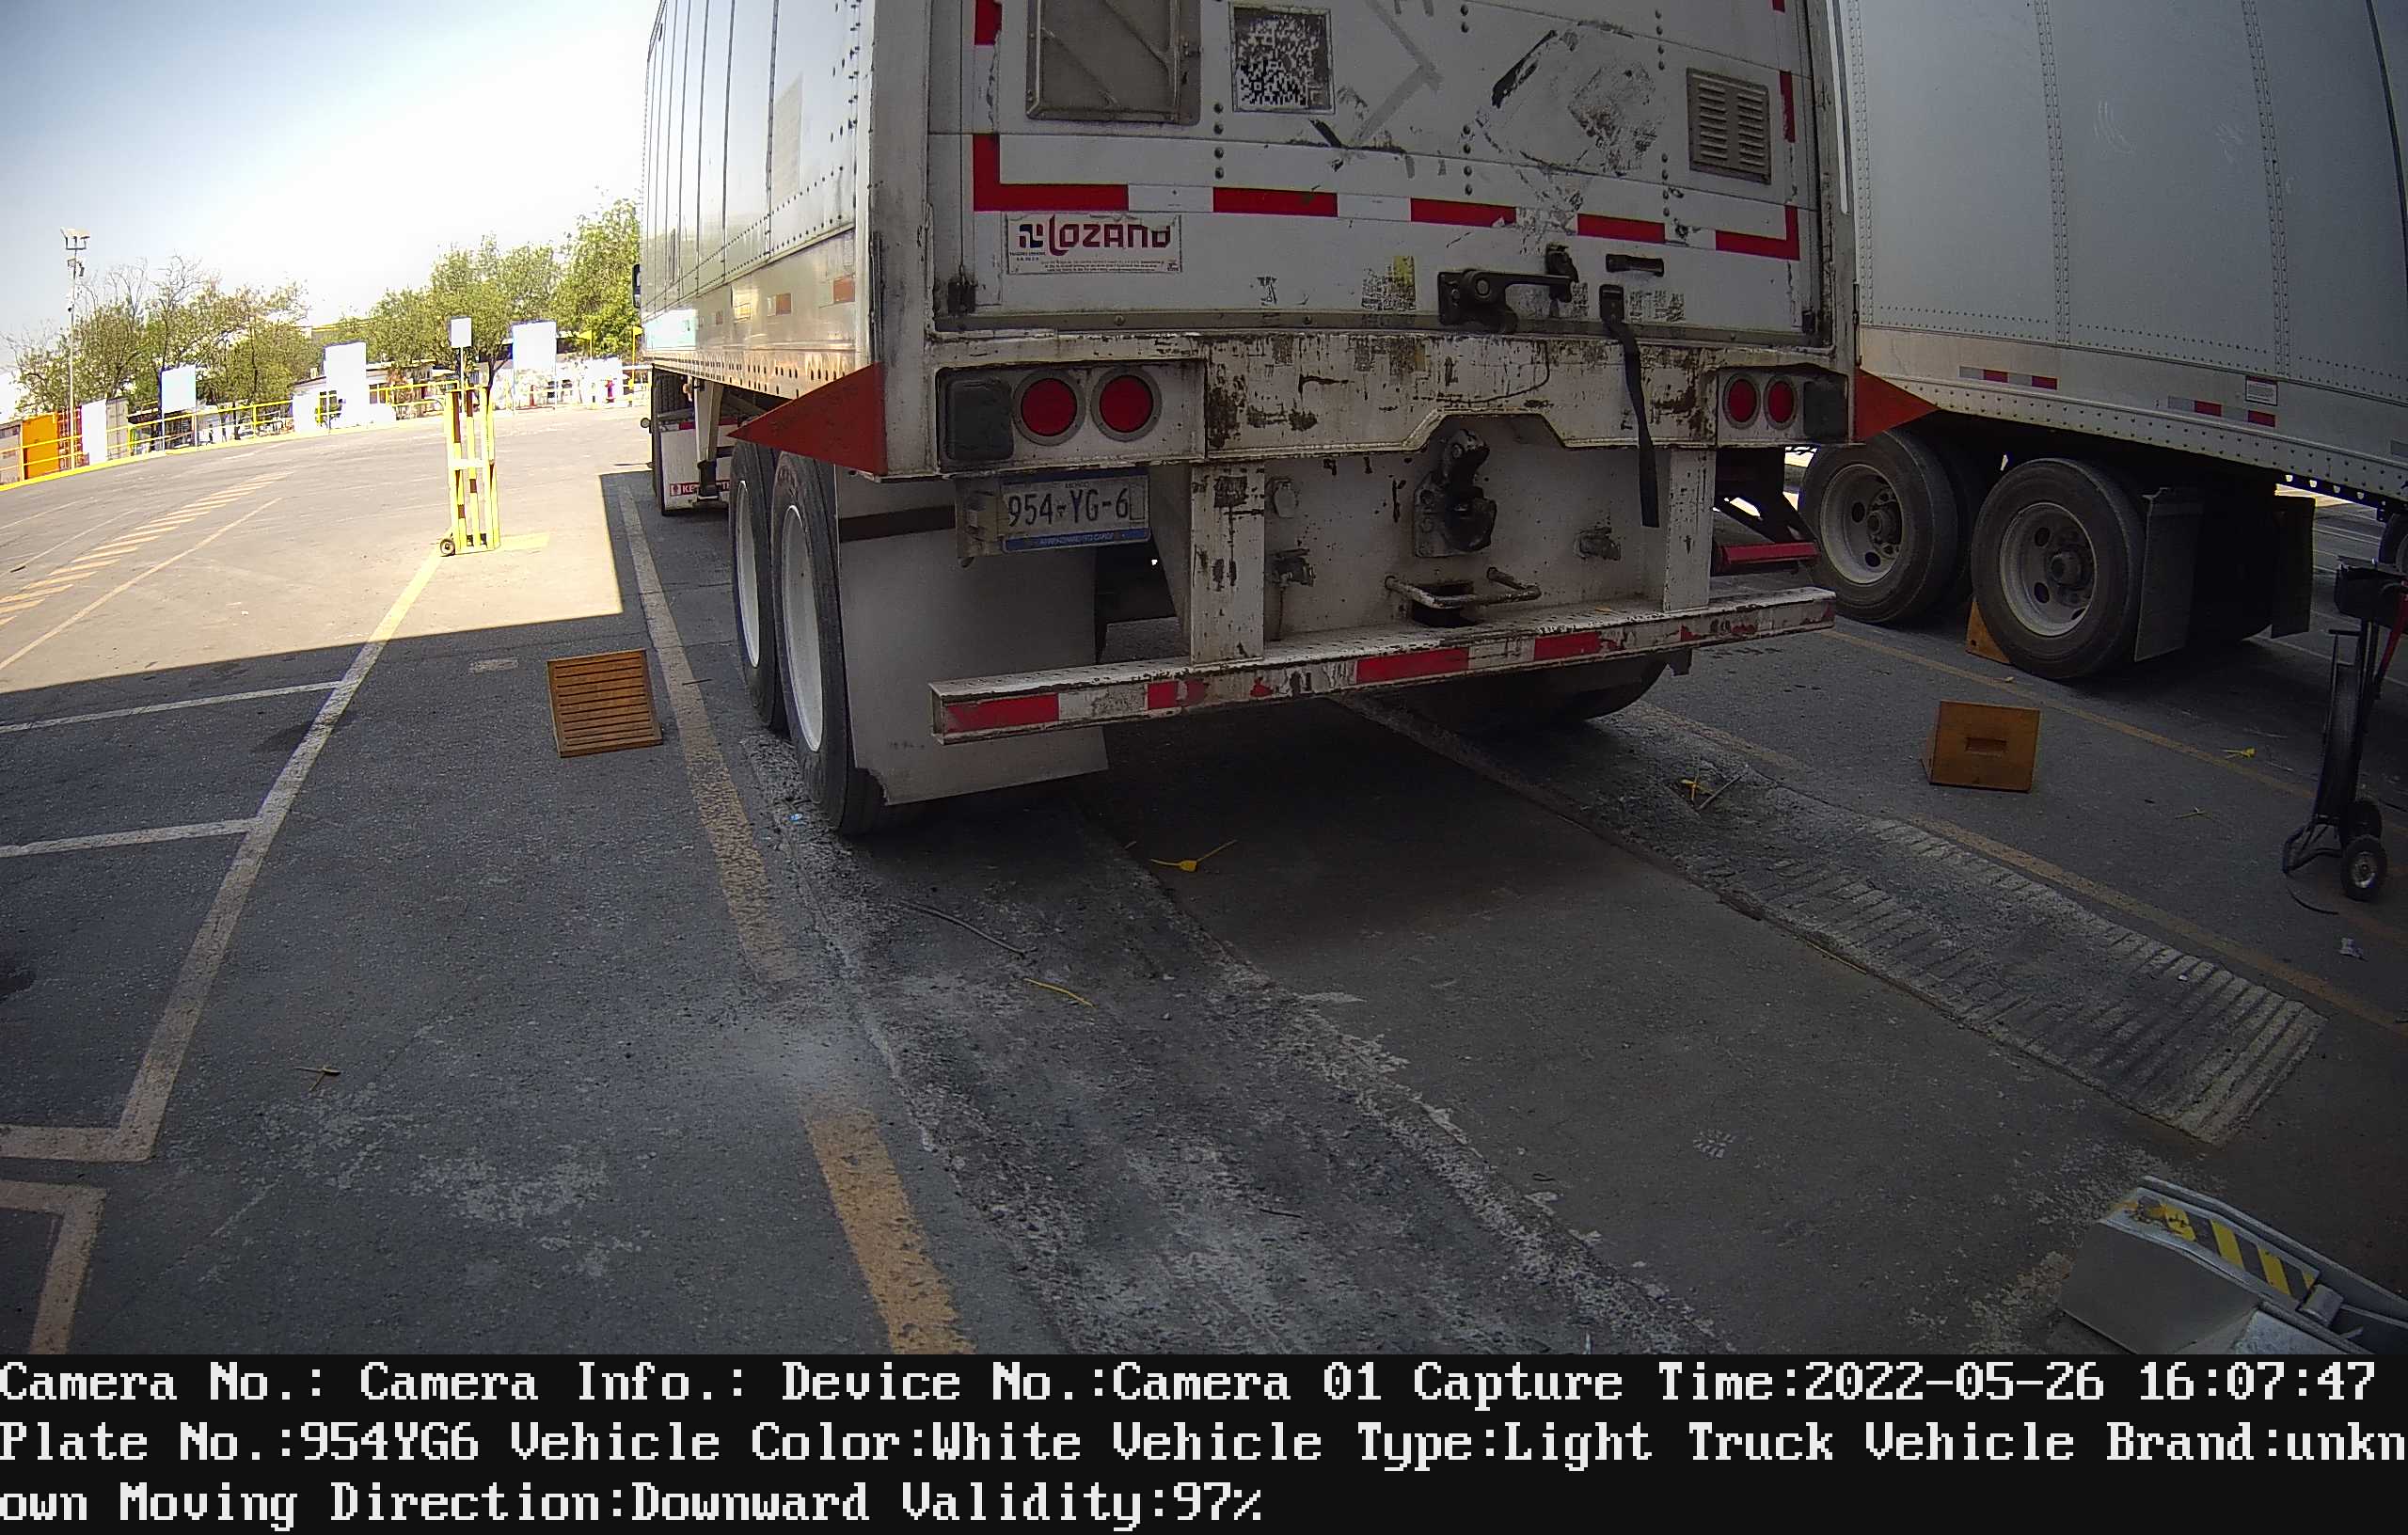 LOZANO
954-YG-6
Camera No.: Camera Info.: Device No.:Camera 01 Capture Time:2022-05-26 16:07:47
Plate No.:954YG6 Vehicle Color:White Vehicle Type:Light Truck Vehicle Brand:unkn
own Moving Direction:Downward Validity:97%